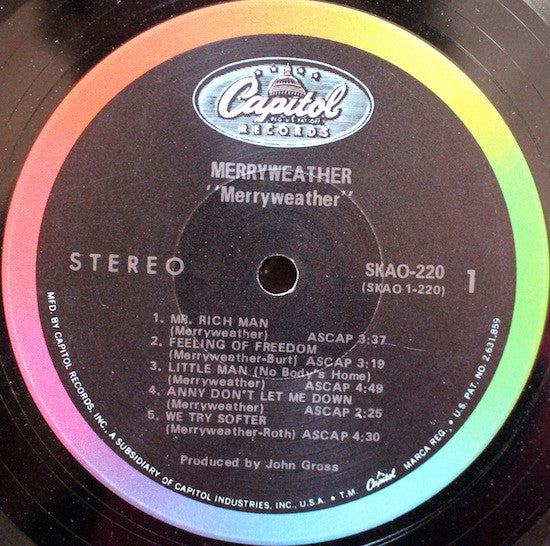 Capitol
REG. U.S. PAT. OFF.
RECORDS
MERRYWEATHER
"Merryweather"
STEREO
SKAO-220
(SKAO 1-220)
1
1. MR. RICH MAN
(Merryweather) ASCAP 3:37
2. FEELING OF FREEDOM
(Merryweather-Burt) ASCAP 3:19
3. LITTLE MAN (No Body's Home)
(Merryweather) ASCAP 4:49
4. ANNY DON'T LET ME DOWN
(Merryweather) ASCAP 2:25
5. WE TRY SOFTER
(Merryweather-Roth) ASCAP 4:30
Produced by John Gross
MFD. BY CAPITOL RECORDS, INC., A SUBSIDIARY OF CAPITOL INDUSTRIES, INC., U.S.A. • T.M. Capitol MARCA REG. • U.S. PAT. NO. 2,631,859